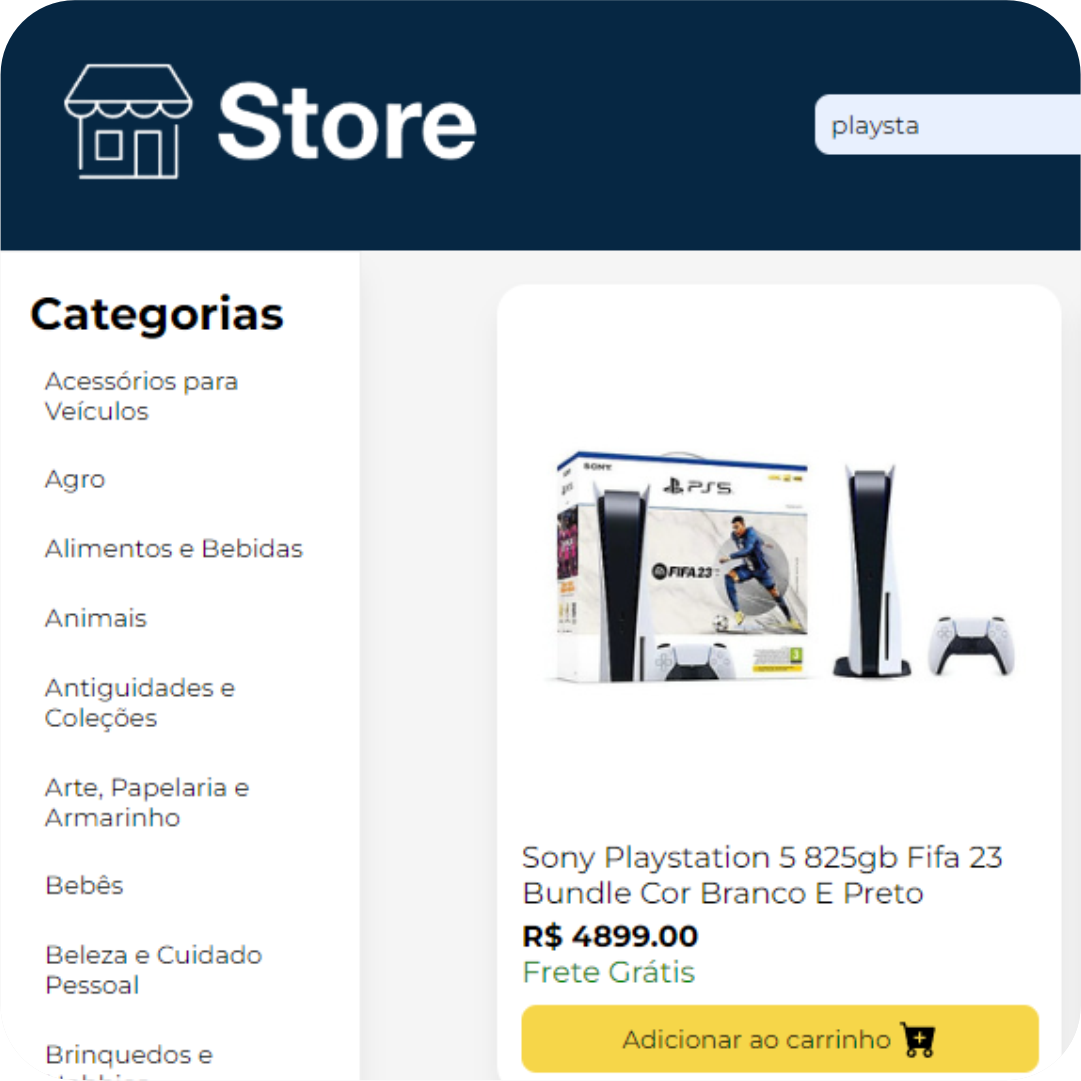 Store
playsta
Categorias
Acessórios para
Veículos
Agro
Alimentos e Bebidas
Animais
Antiguidades e
Coleções
Arte, Papelaria e
Armarinho
Bebês
Beleza e Cuidado
Pessoal
Brinquedos e
SONY
PS5
FIFA 23
Sony Playstation 5 825gb Fifa 23
Bundle Cor Branco E Preto
R$ 4899.00
Frete Grátis
Adicionar ao carrinho